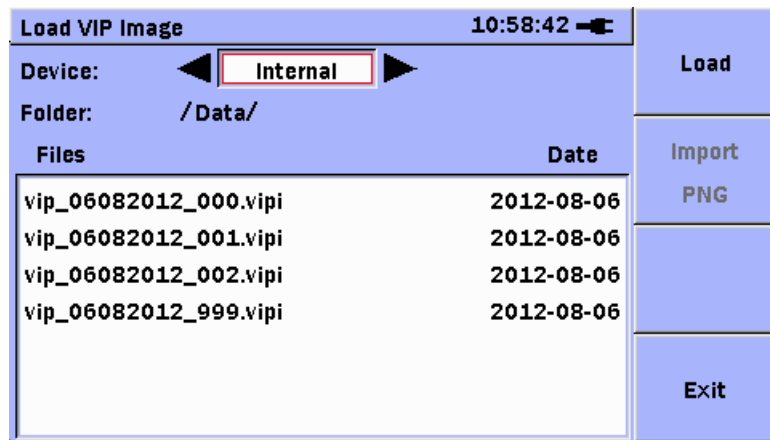 Load VIP Image 10:58:42
Device: Internal
Folder: /Data/
Files Date
vip_06082012_000.vipi 2012-08-06
vip_06082012_001.vipi 2012-08-06
vip_06082012_002.vipi 2012-08-06
vip_06082012_999.vipi 2012-08-06
Load
Import
PNG
Exit